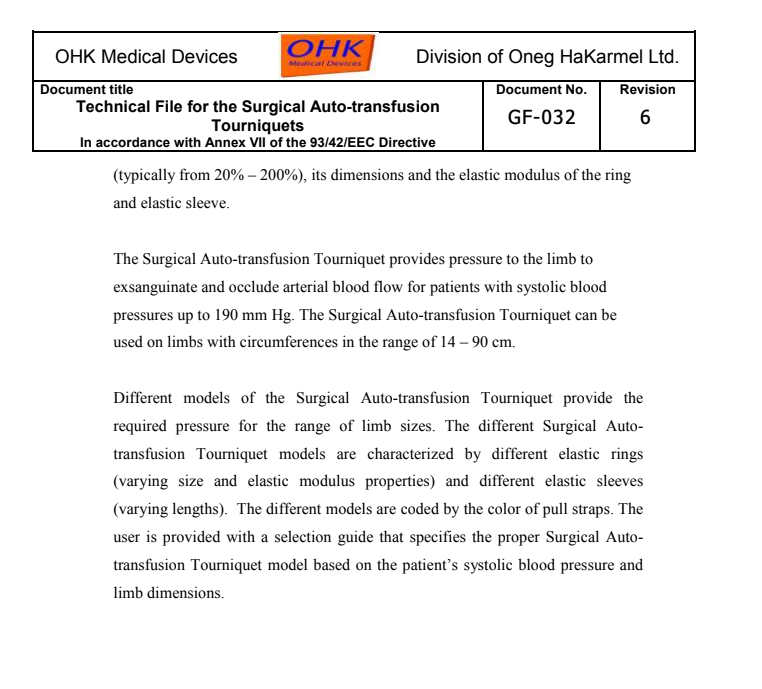 OHK Medical Devices
OHK
Medical Devices
Division of Oneg HaKarmel Ltd.
Document title
Technical File for the Surgical Auto-transfusion
Tourniquets
In accordance with Annex VII of the 93/42/EEC Directive
Document No.
GF-032
Revision
6
(typically from 20% – 200%), its dimensions and the elastic modulus of the ring
and elastic sleeve.
The Surgical Auto-transfusion Tourniquet provides pressure to the limb to
exsanguinate and occlude arterial blood flow for patients with systolic blood
pressures up to 190 mm Hg. The Surgical Auto-transfusion Tourniquet can be
used on limbs with circumferences in the range of 14 – 90 cm.
Different models of the Surgical Auto-transfusion Tourniquet provide the
required pressure for the range of limb sizes. The different Surgical Auto-
transfusion Tourniquet models are characterized by different elastic rings
(varying size and elastic modulus properties) and different elastic sleeves
(varying lengths).  The different models are coded by the color of pull straps. The
user is provided with a selection guide that specifies the proper Surgical Auto-
transfusion Tourniquet model based on the patient’s systolic blood pressure and
limb dimensions.